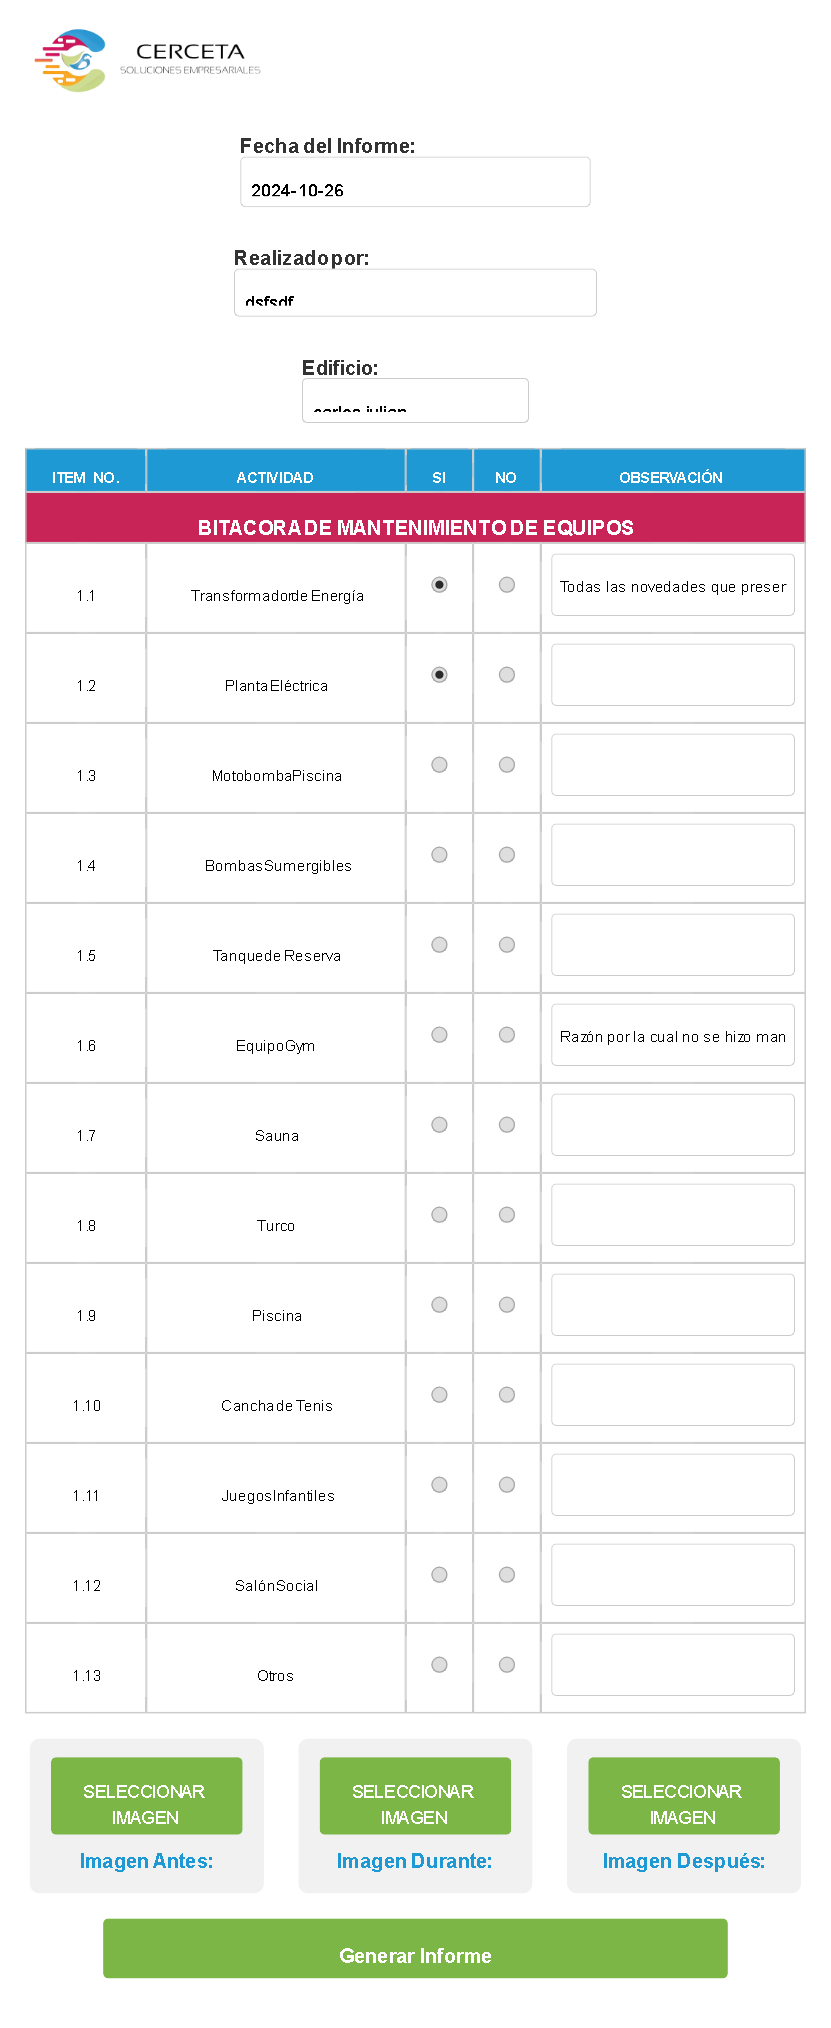 CERCETA
SOLUCIONES EMPRESARIALES
Fecha del Informe:
2024-10-26
Realizado por:
dsfsdf
Edificio:
carlos julian
ITEM NO. ACTIVIDAD SI NO OBSERVACIÓN
BITACORA DE MANTENIMIENTO DE EQUIPOS
1.1 Transformador de Energía Todas las novedades que preser
1.2 Planta Eléctrica
1.3 Motobomba Piscina
1.4 Bombas Sumergibles
1.5 Tanque de Reserva
1.6 Equipo Gym Razón por la cual no se hizo man
1.7 Sauna
1.8 Turco
1.9 Piscina
1.10 Cancha de Tenis
1.11 Juegos Infantiles
1.12 Salón Social
1.13 Otros
SELECCIONAR IMAGEN
Imagen Antes:
SELECCIONAR IMAGEN
Imagen Durante:
SELECCIONAR IMAGEN
Imagen Después:
Generar Informe